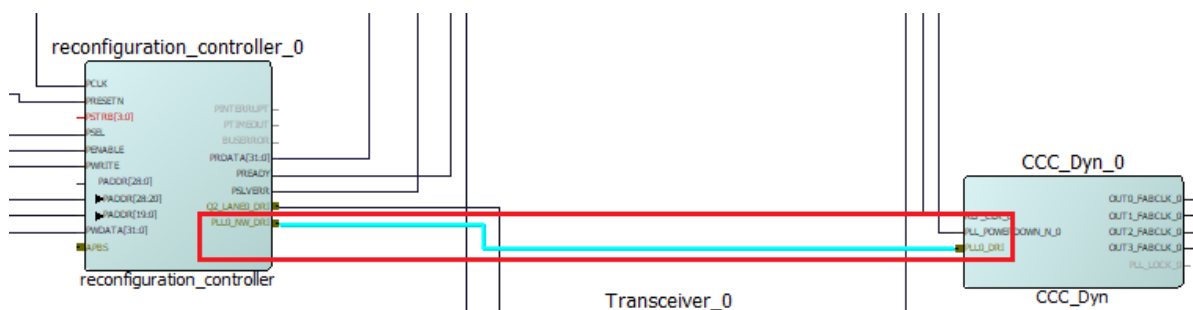 reconfiguration_controller_0
PCLK
PRESETN
PSTRB[3:0]
PSEL
PENABLE
PWRITE
PADDR[28:0]
PADDR[28:20]
PADDR[19:0]
PWDATA[31:0]
APBS
PINTERRUPT
PTIMEOUT
BUSERROR
PRDATA[31:0]
PREADY
PSLVERR
Q2_LANE0_DRI
PLL0_NW_DRI
reconfiguration_controller
Transceiver_0
CCC_Dyn_0
PLL_POWERDOWN_N_0
PLL0_DRI
OUT0_FABCLK_0
OUT1_FABCLK_0
OUT2_FABCLK_0
OUT3_FABCLK_0
PLL_LOCK_0
CCC_Dyn